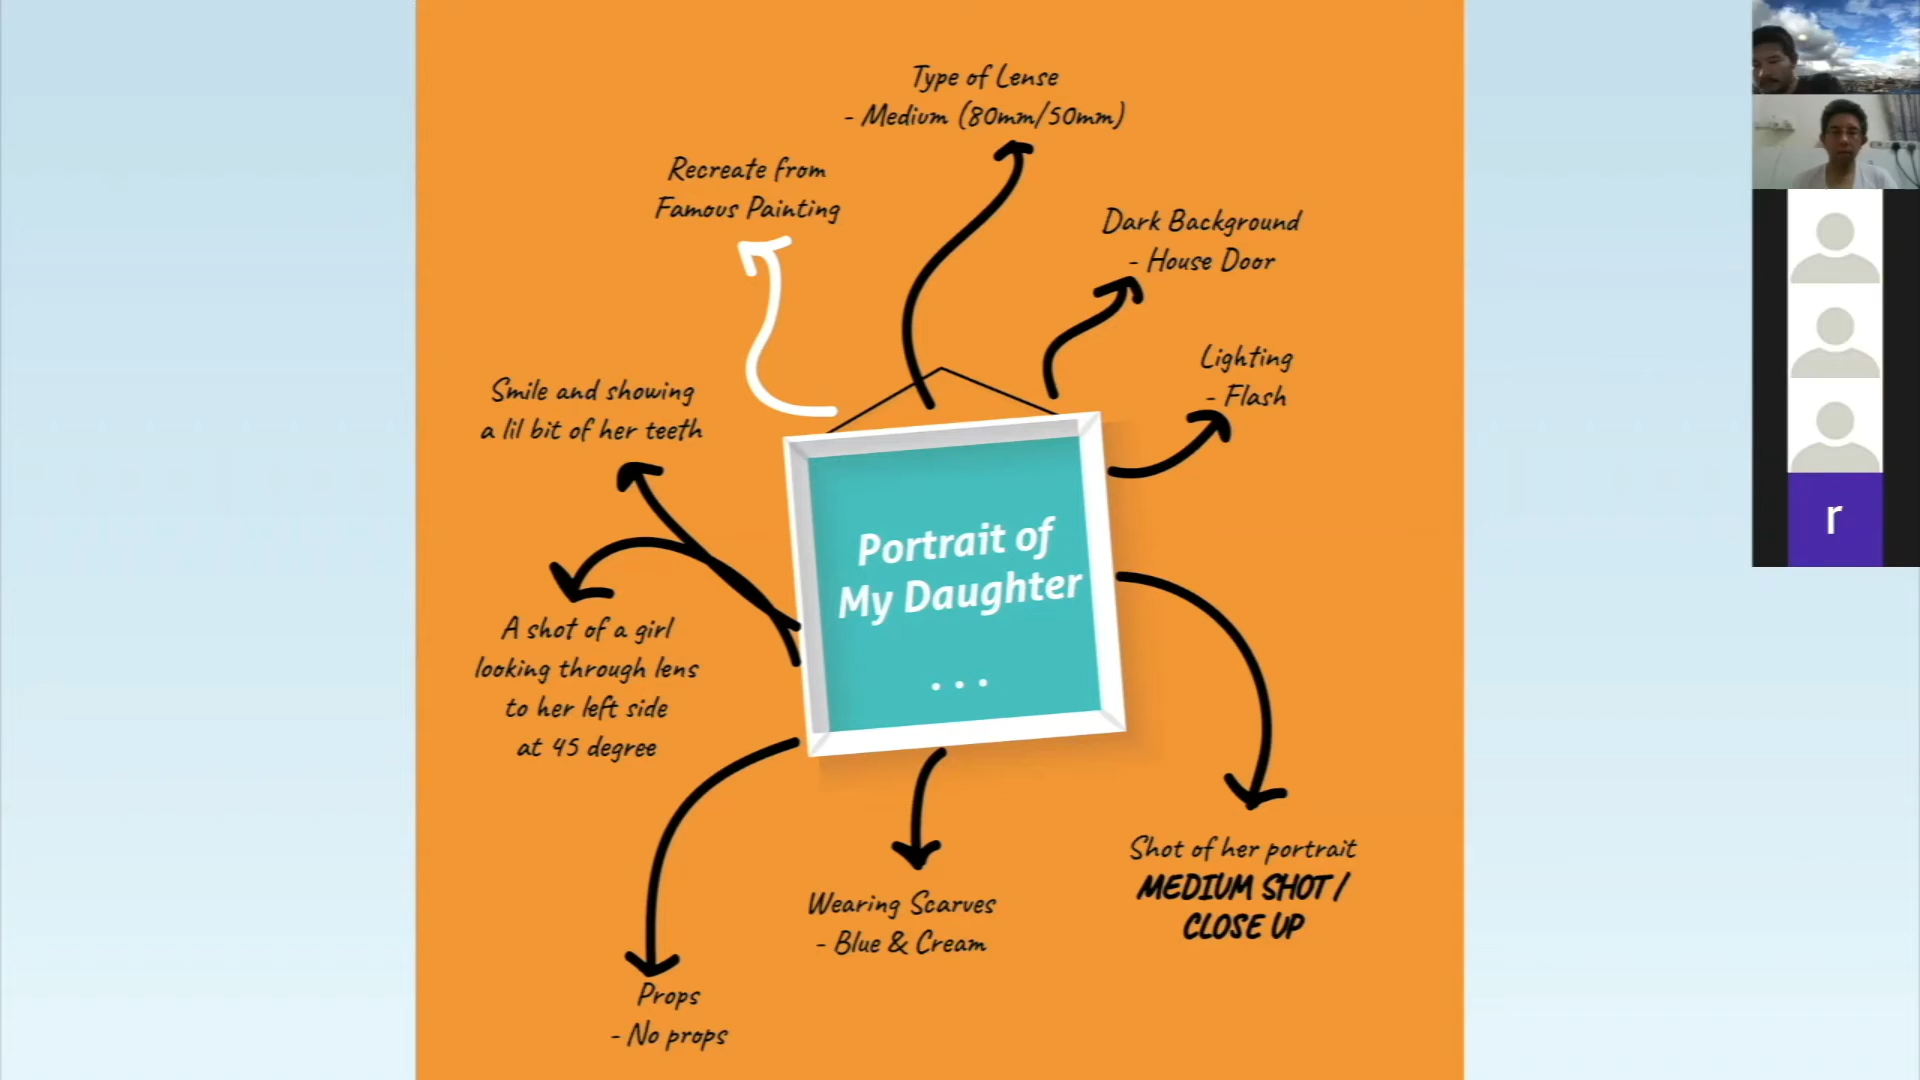 Type of Lense
- Medium (80mm/50mm)
Recreate from
Famous Painting
Dark Background
- House Door
Lighting
- Flash
Smile and showing
a lil bit of her teeth
Portrait of
My Daughter
...
A shot of a girl
looking through lens
to her left side
at 45 degree
Shot of her portrait
MEDIUM SHOT /
CLOSE UP
Wearing Scarves
- Blue & Cream
Props
- No props
r